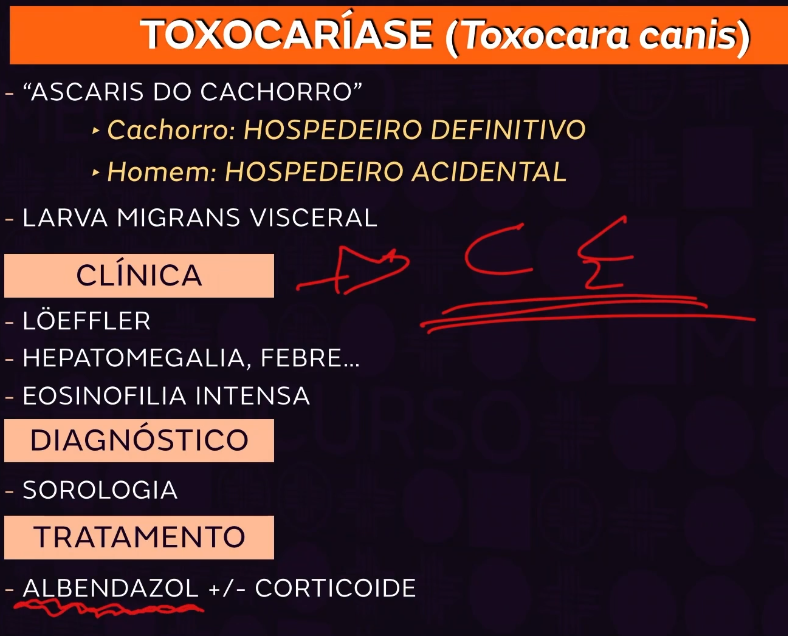 TOXOCARÍASE (Toxocara canis)
- “ASCARIS DO CACHORRO”
‣ Cachorro: HOSPEDEIRO DEFINITIVO
‣ Homem: HOSPEDEIRO ACIDENTAL
- LARVA MIGRANS VISCERAL
CLÍNICA
- LÖEFFLER
- HEPATOMEGALIA, FEBRE...
- EOSINOFILIA INTENSA
DIAGNÓSTICO
- SOROLOGIA
TRATAMENTO
- ALBENDAZOL +/- CORTICOIDE